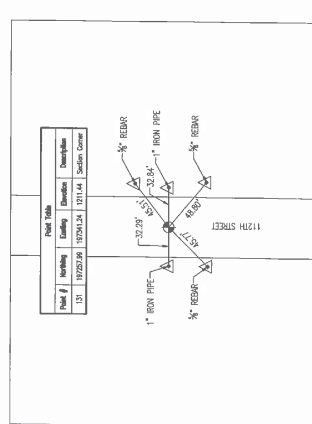 Point Table
Point # Northing Easting Elevation Description
131 197257.99 197341.24 1211.44 Section Corner
⅝" REBAR
1" IRON PIPE
32.84'
45.51'
32.29'
48.80'
45.77'
⅝" REBAR
1" IRON PIPE
⅝" REBAR
112TH STREET